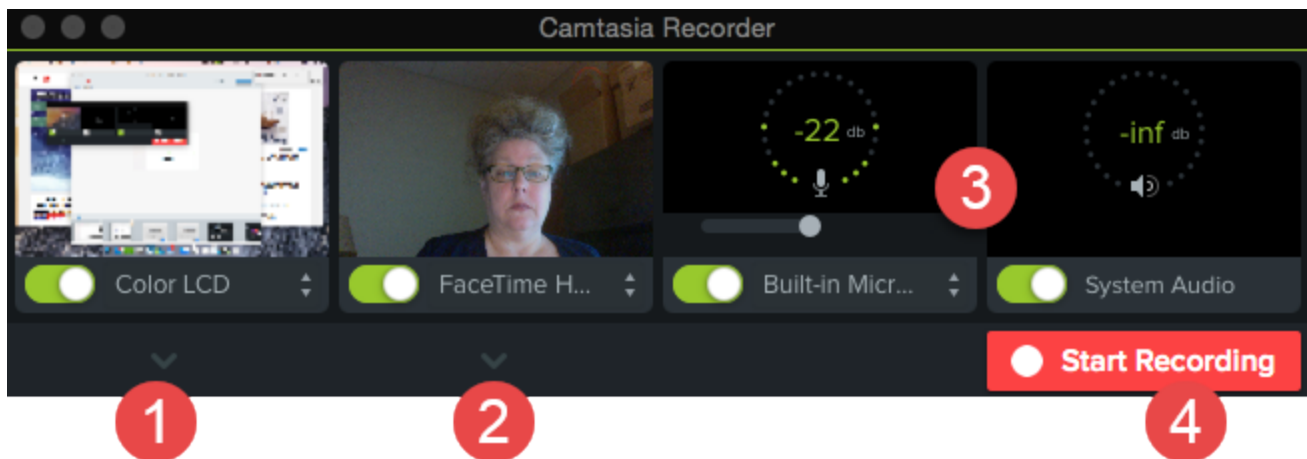 Camtasia Recorder
-22 db
-inf db
3
Color LCD
FaceTime H...
Built-in Micr...
System Audio
Start Recording
1
2
4